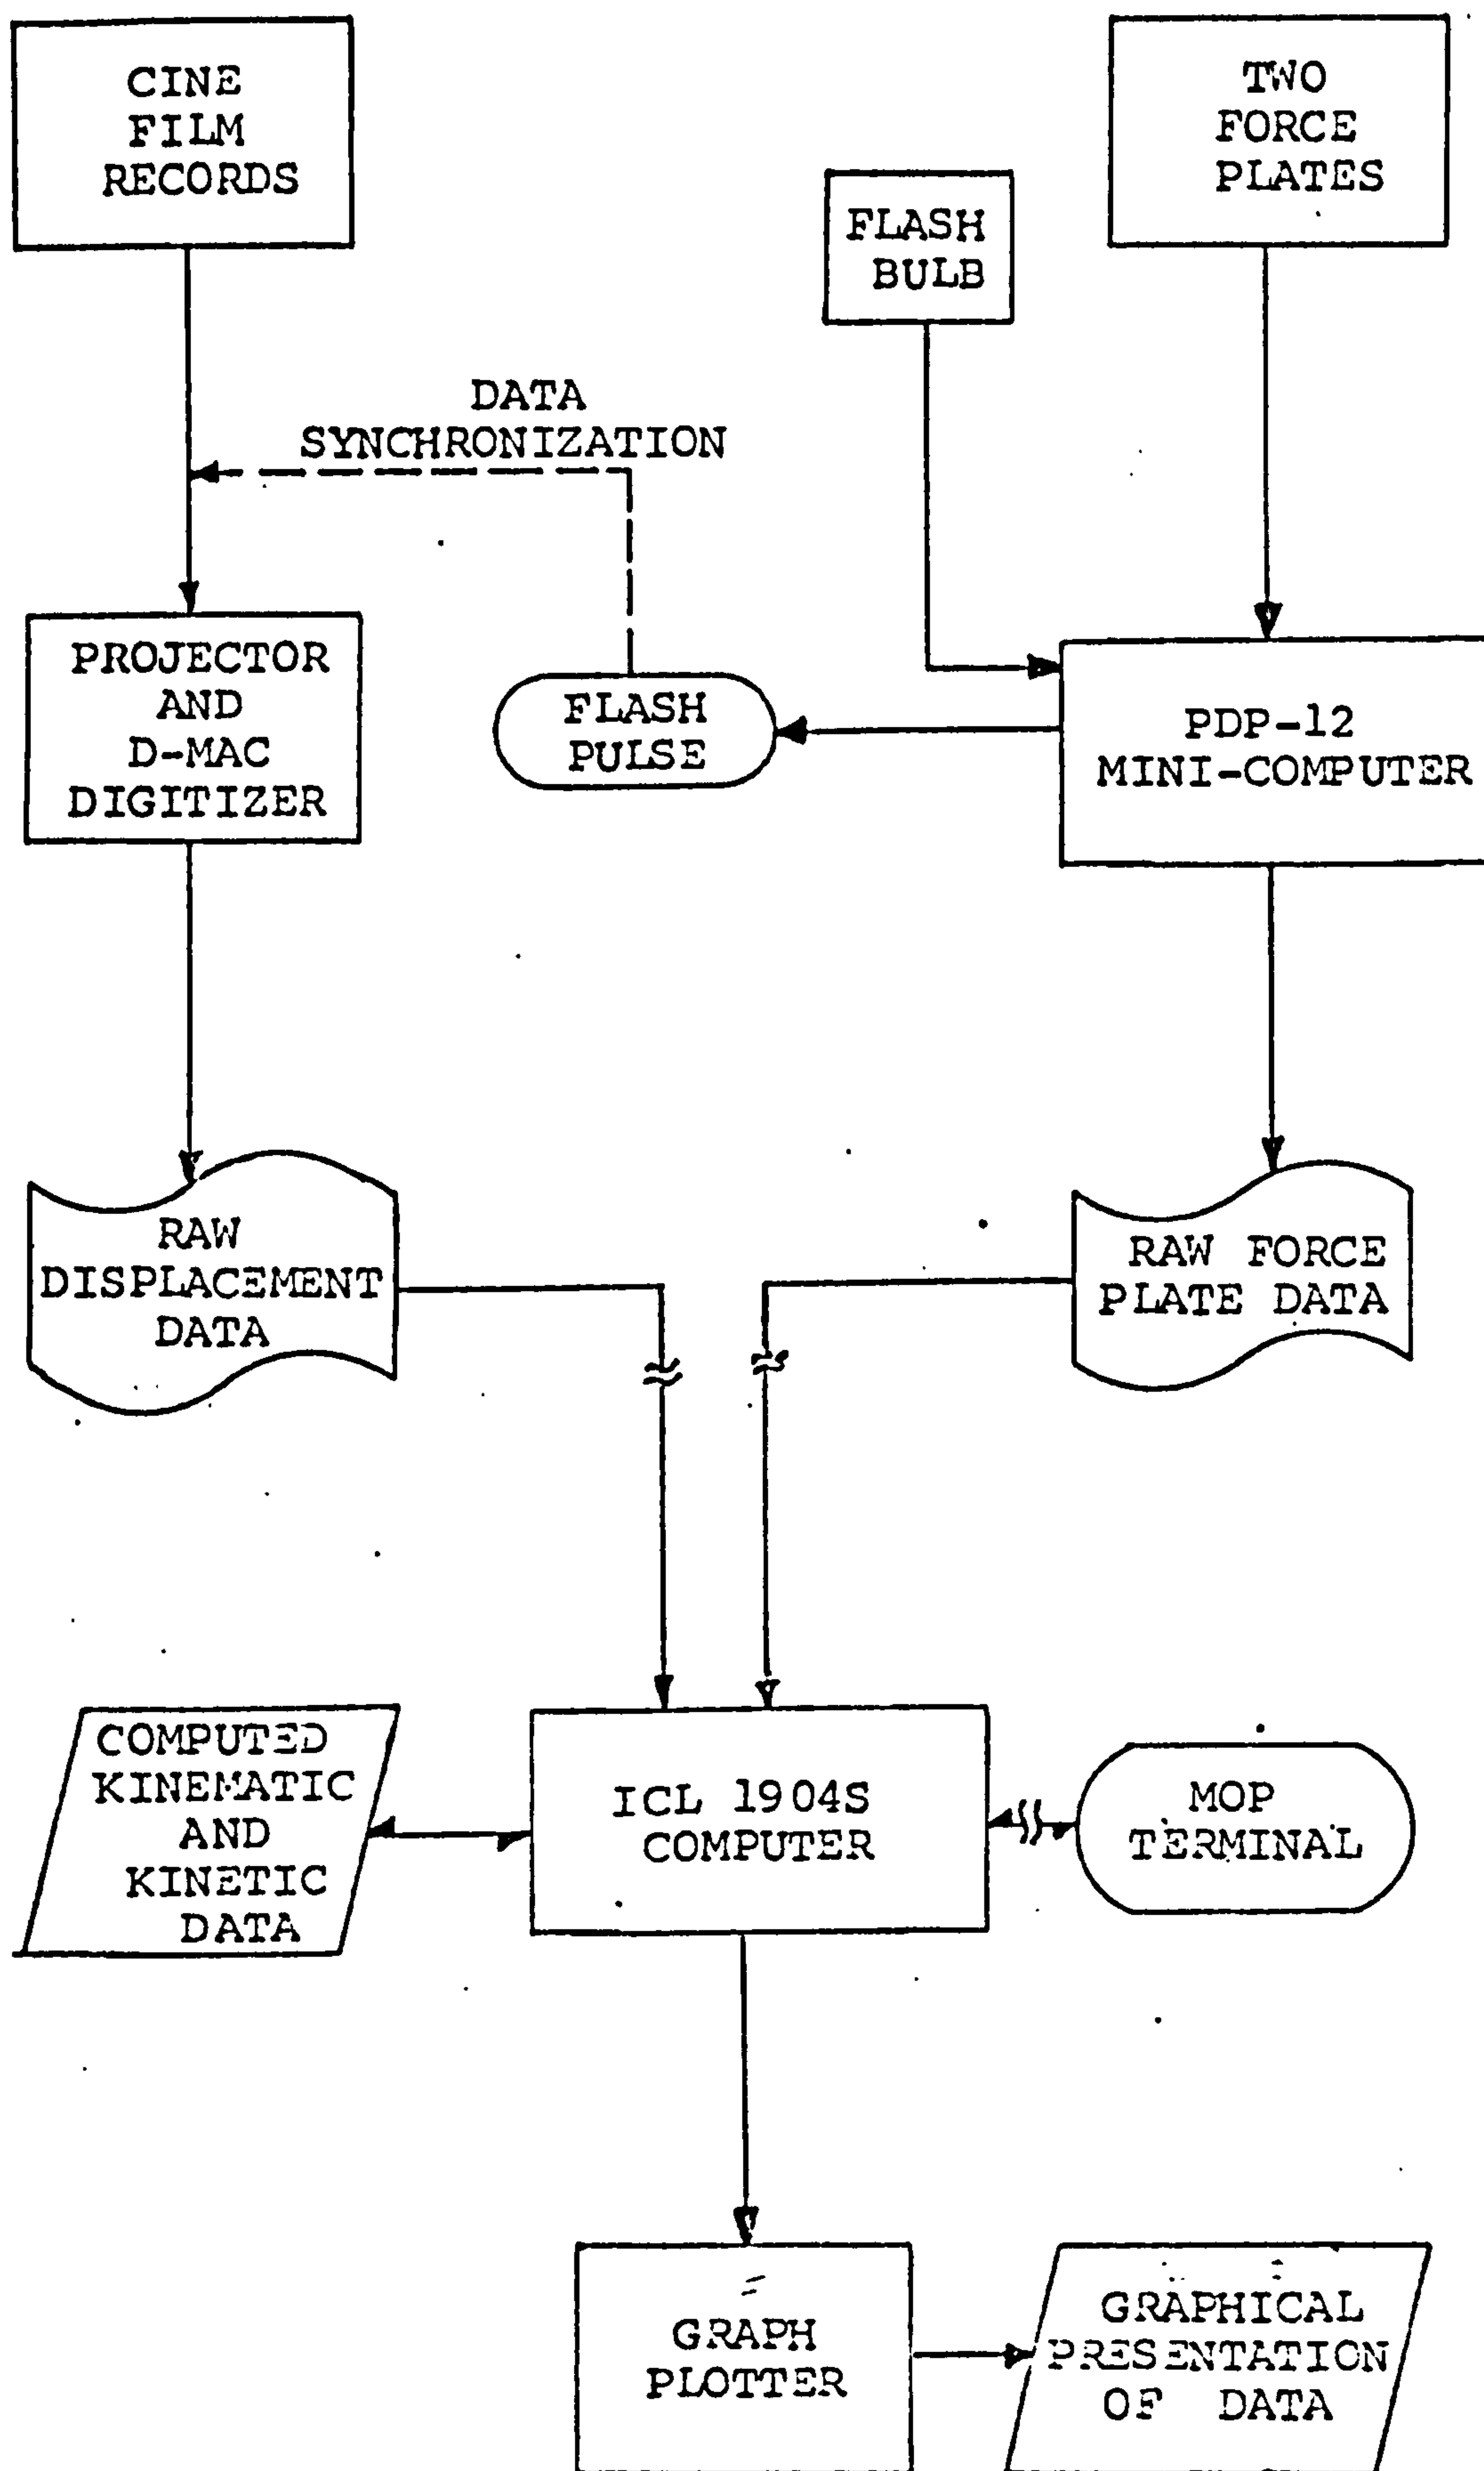 CINE
FILM
RECORDS
TWO
FORCE
PLATES
FLASH
BULB
DATA
SYNCHRONIZATION
PROJECTOR
AND
D-MAC
DIGITIZER
FLASH
PULSE
PDP-12
MINI-COMPUTER
RAW
DISPLACEMENT
DATA
RAW FORCE
PLATE DATA
COMPUTED
KINEMATIC
AND
KINETIC
DATA
ICL 1904S
COMPUTER
MOP
TERMINAL
GRAPH
PLOTTER
GRAPHICAL
PRESENTATION
OF DATA